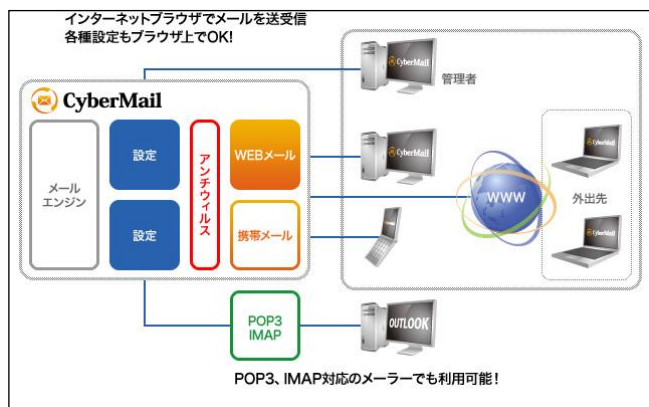 インターネットブラウザでメールを送受信
各種設定もブラウザ上でOK!
CyberMail
メール
エンジン
設定
設定
アンチウィルス
WEBメール
携帯メール
CyberMail
管理者
CyberMail
WWW
CyberMail
外出先
CyberMail
POP3
IMAP
OUTLOOK
POP3、IMAP対応のメーラーでも利用可能！